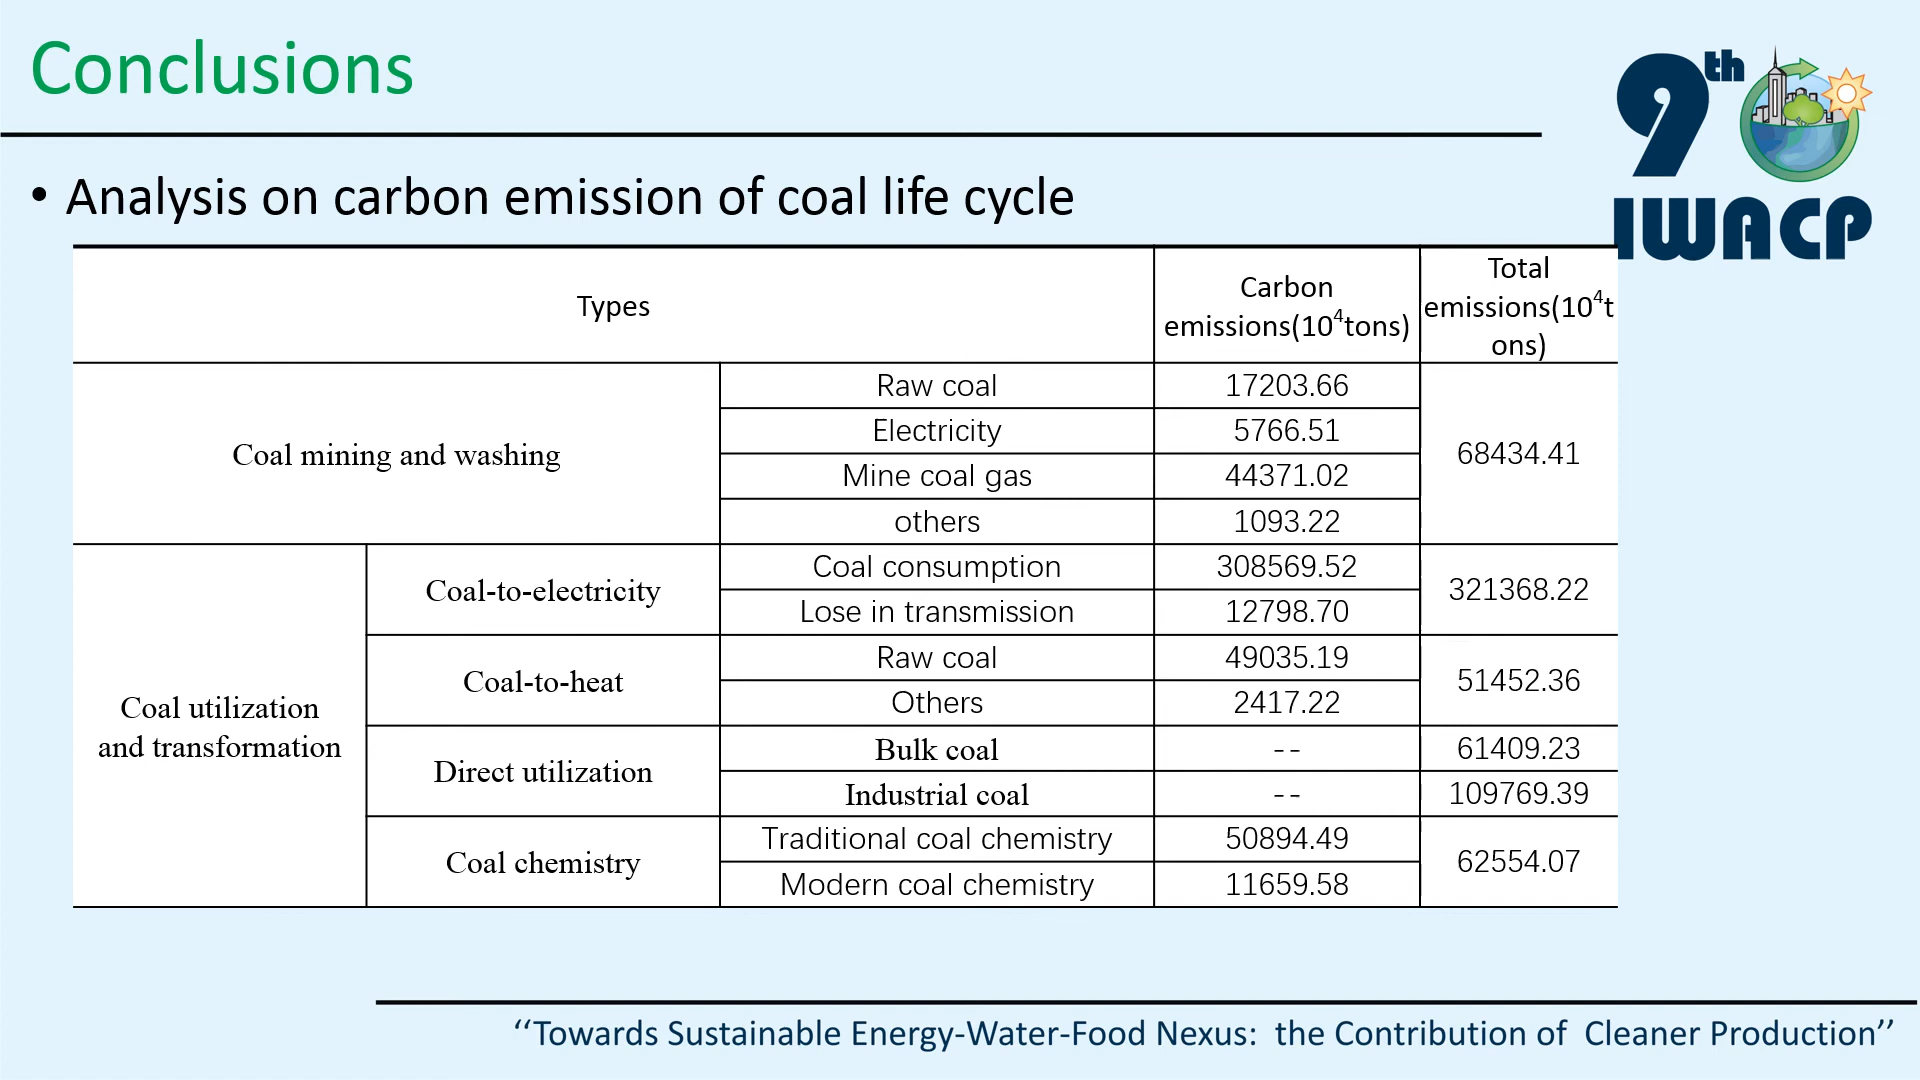 Conclusions
9th
IWACP
• Analysis on carbon emission of coal life cycle
Types
Carbon
emissions(10⁴tons)
Total
emissions(10⁴t
ons)
Coal mining and washing
Raw coal
17203.66
68434.41
Electricity
5766.51
Mine coal gas
44371.02
others
1093.22
Coal utilization
and transformation
Coal-to-electricity
Coal consumption
308569.52
321368.22
Lose in transmission
12798.70
Coal-to-heat
Raw coal
49035.19
51452.36
Others
2417.22
Direct utilization
Bulk coal
--
61409.23
Industrial coal
--
109769.39
Coal chemistry
Traditional coal chemistry
50894.49
62554.07
Modern coal chemistry
11659.58
‘‘Towards Sustainable Energy-Water-Food Nexus:  the Contribution of  Cleaner Production’’